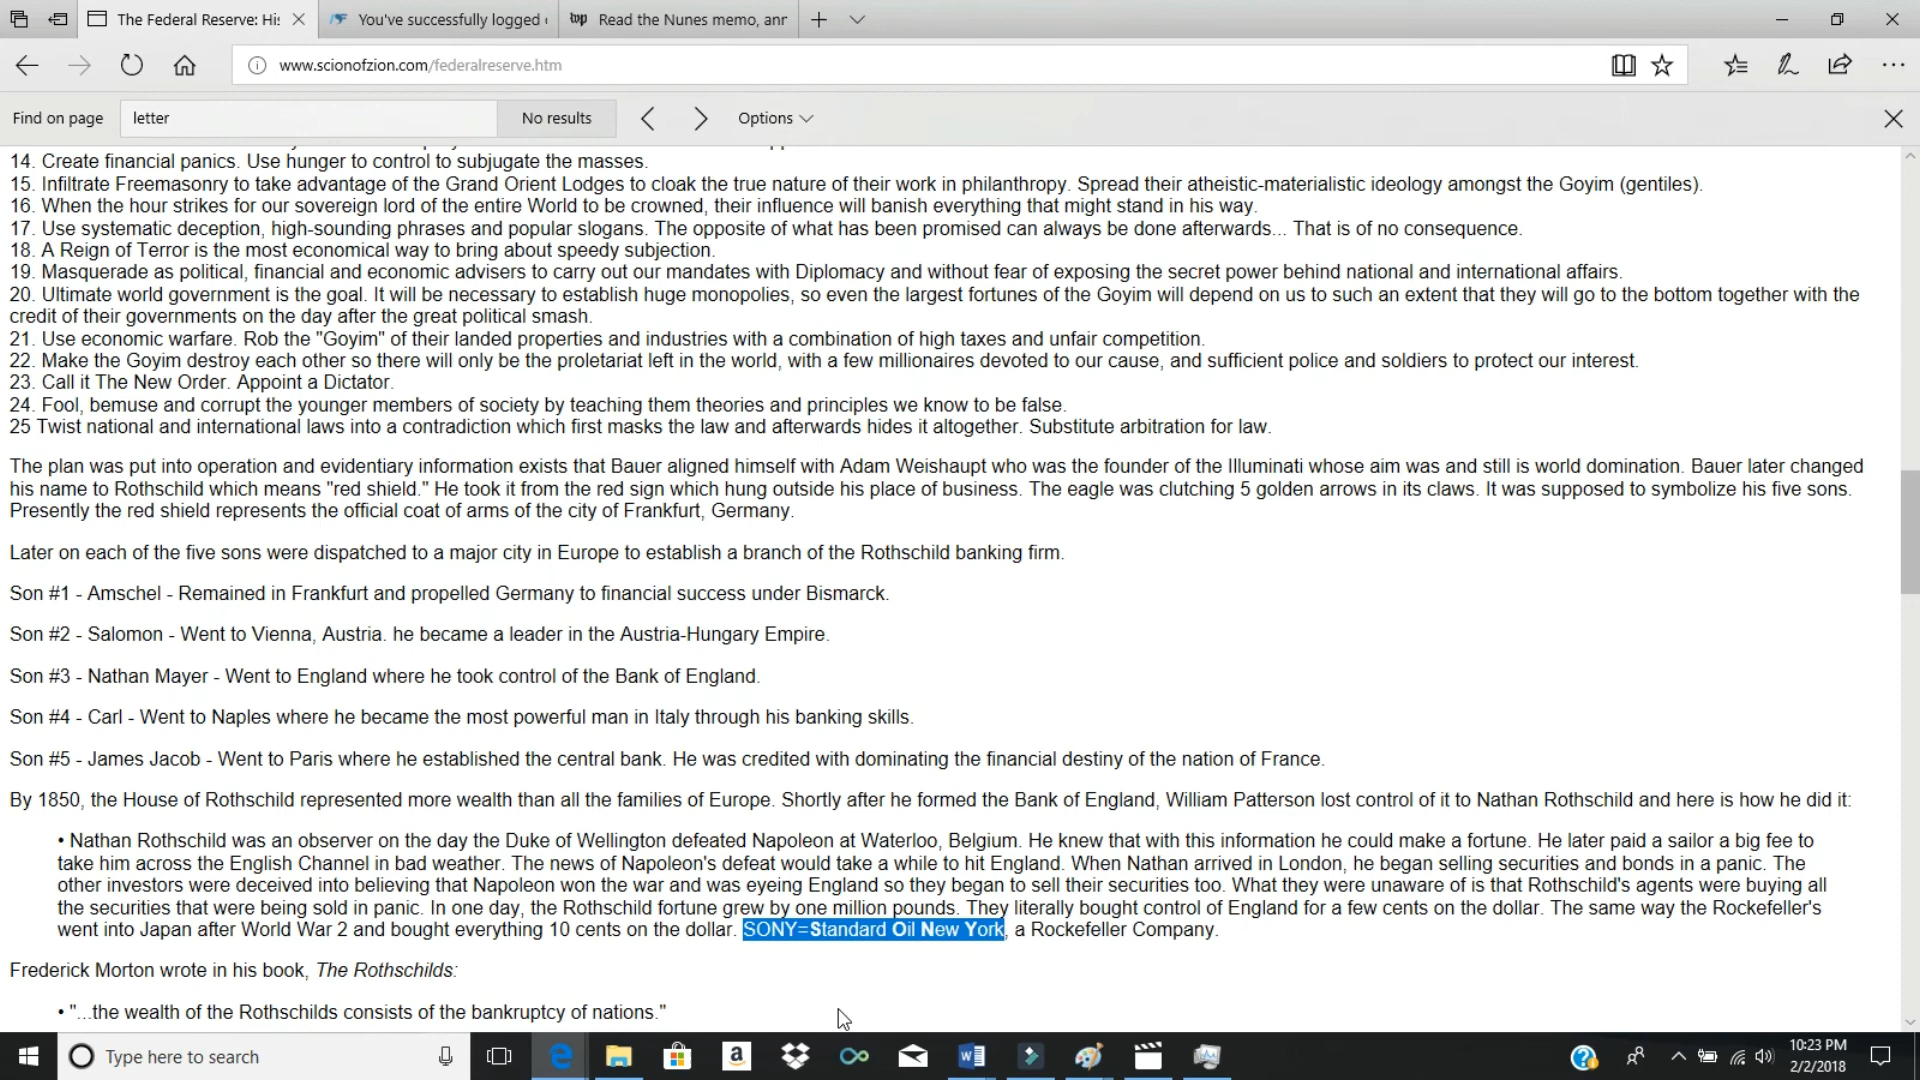 The Federal Reserve: His
You've successfully logged
wp Read the Nunes memo, anr
www.scionofzion.com/federalreserve.htm
Find on page letter No results Options
14. Create financial panics. Use hunger to control to subjugate the masses.
15. Infiltrate Freemasonry to take advantage of the Grand Orient Lodges to cloak the true nature of their work in philanthropy. Spread their atheistic-materialistic ideology amongst the Goyim (gentiles).
16. When the hour strikes for our sovereign lord of the entire World to be crowned, their influence will banish everything that might stand in his way.
17. Use systematic deception, high-sounding phrases and popular slogans. The opposite of what has been promised can always be done afterwards... That is of no consequence.
18. A Reign of Terror is the most economical way to bring about speedy subjection.
19. Masquerade as political, financial and economic advisers to carry out our mandates with Diplomacy and without fear of exposing the secret power behind national and international affairs.
20. Ultimate world government is the goal. It will be necessary to establish huge monopolies, so even the largest fortunes of the Goyim will depend on us to such an extent that they will go to the bottom together with the
credit of their governments on the day after the great political smash.
21. Use economic warfare. Rob the "Goyim" of their landed properties and industries with a combination of high taxes and unfair competition.
22. Make the Goyim destroy each other so there will only be the proletariat left in the world, with a few millionaires devoted to our cause, and sufficient police and soldiers to protect our interest.
23. Call it The New Order. Appoint a Dictator.
24. Fool, bemuse and corrupt the younger members of society by teaching them theories and principles we know to be false.
25 Twist national and international laws into a contradiction which first masks the law and afterwards hides it altogether. Substitute arbitration for law.
The plan was put into operation and evidentiary information exists that Bauer aligned himself with Adam Weishaupt who was the founder of the Illuminati whose aim was and still is world domination. Bauer later changed
his name to Rothschild which means "red shield." He took it from the red sign which hung outside his place of business. The eagle was clutching 5 golden arrows in its claws. It was supposed to symbolize his five sons.
Presently the red shield represents the official coat of arms of the city of Frankfurt, Germany.
Later on each of the five sons were dispatched to a major city in Europe to establish a branch of the Rothschild banking firm.
Son #1 - Amschel - Remained in Frankfurt and propelled Germany to financial success under Bismarck.
Son #2 - Salomon - Went to Vienna, Austria. he became a leader in the Austria-Hungary Empire.
Son #3 - Nathan Mayer - Went to England where he took control of the Bank of England.
Son #4 - Carl - Went to Naples where he became the most powerful man in Italy through his banking skills.
Son #5 - James Jacob - Went to Paris where he established the central bank. He was credited with dominating the financial destiny of the nation of France.
By 1850, the House of Rothschild represented more wealth than all the families of Europe. Shortly after he formed the Bank of England, William Patterson lost control of it to Nathan Rothschild and here is how he did it:
• Nathan Rothschild was an observer on the day the Duke of Wellington defeated Napoleon at Waterloo, Belgium. He knew that with this information he could make a fortune. He later paid a sailor a big fee to
take him across the English Channel in bad weather. The news of Napoleon's defeat would take a while to hit England. When Nathan arrived in London, he began selling securities and bonds in a panic. The
other investors were deceived into believing that Napoleon won the war and was eyeing England so they began to sell their securities too. What they were unaware of is that Rothschild's agents were buying all
the securities that were being sold in panic. In one day, the Rothschild fortune grew by one million pounds. They literally bought control of England for a few cents on the dollar. The same way the Rockefeller's
went into Japan after World War 2 and bought everything 10 cents on the dollar. SONY=Standard Oil New York, a Rockefeller Company.
Frederick Morton wrote in his book, The Rothschilds:
• "...the wealth of the Rothschilds consists of the bankruptcy of nations."
Type here to search
10:23 PM
2/2/2018